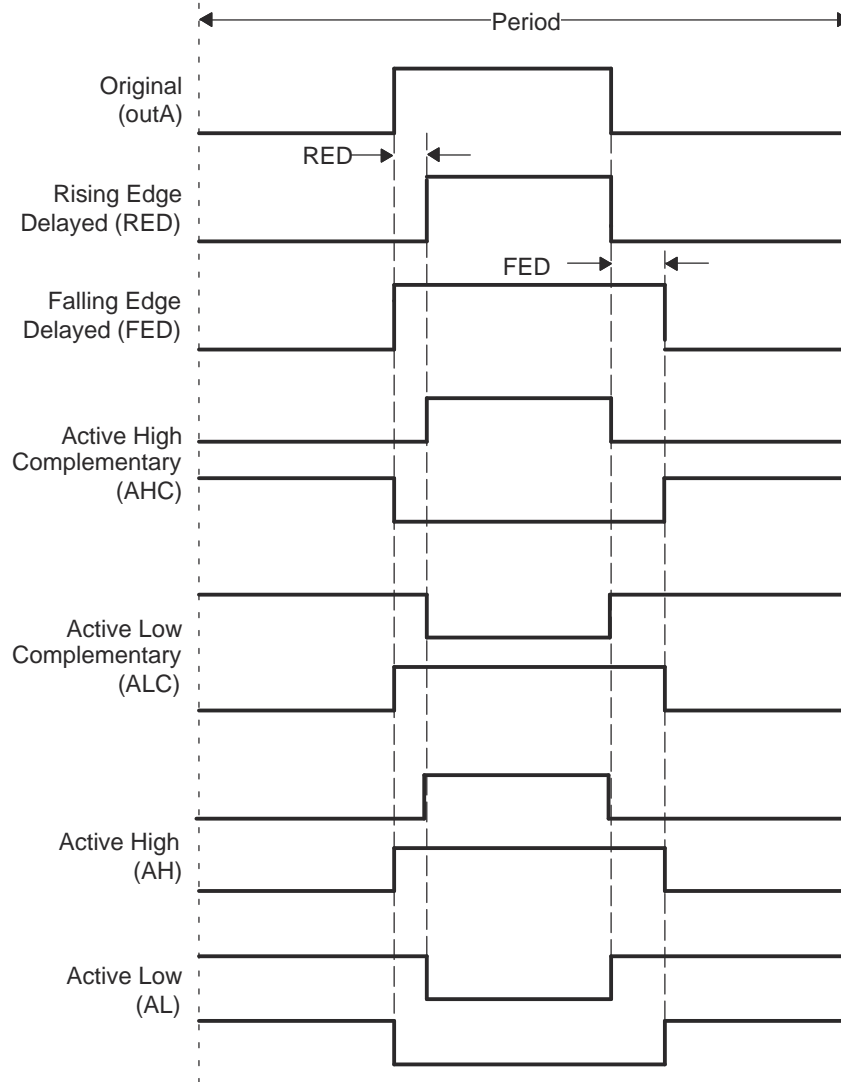 Period
Original
(outA)
RED
Rising Edge
Delayed (RED)
FED
Falling Edge
Delayed (FED)
Active High
Complementary
(AHC)
Active Low
Complementary
(ALC)
Active High
(AH)
Active Low
(AL)